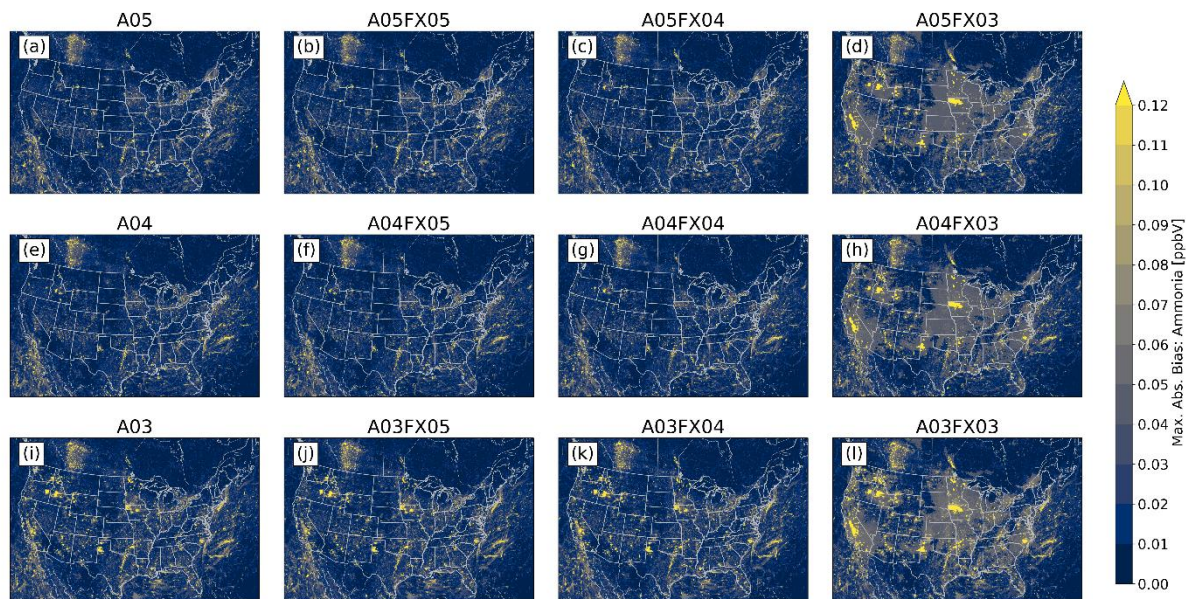 A05
A05FX05
A05FX04
A05FX03
(a)
(b)
(c)
(d)
A04
A04FX05
A04FX04
A04FX03
(e)
(f)
(g)
(h)
A03
A03FX05
A03FX04
A03FX03
(i)
(j)
(k)
(l)
0.12
0.11
0.10
0.09
0.08
0.07
0.06
0.05
0.04
0.03
0.02
0.01
0.00
Max. Abs. Bias: Ammonia [ppbV]